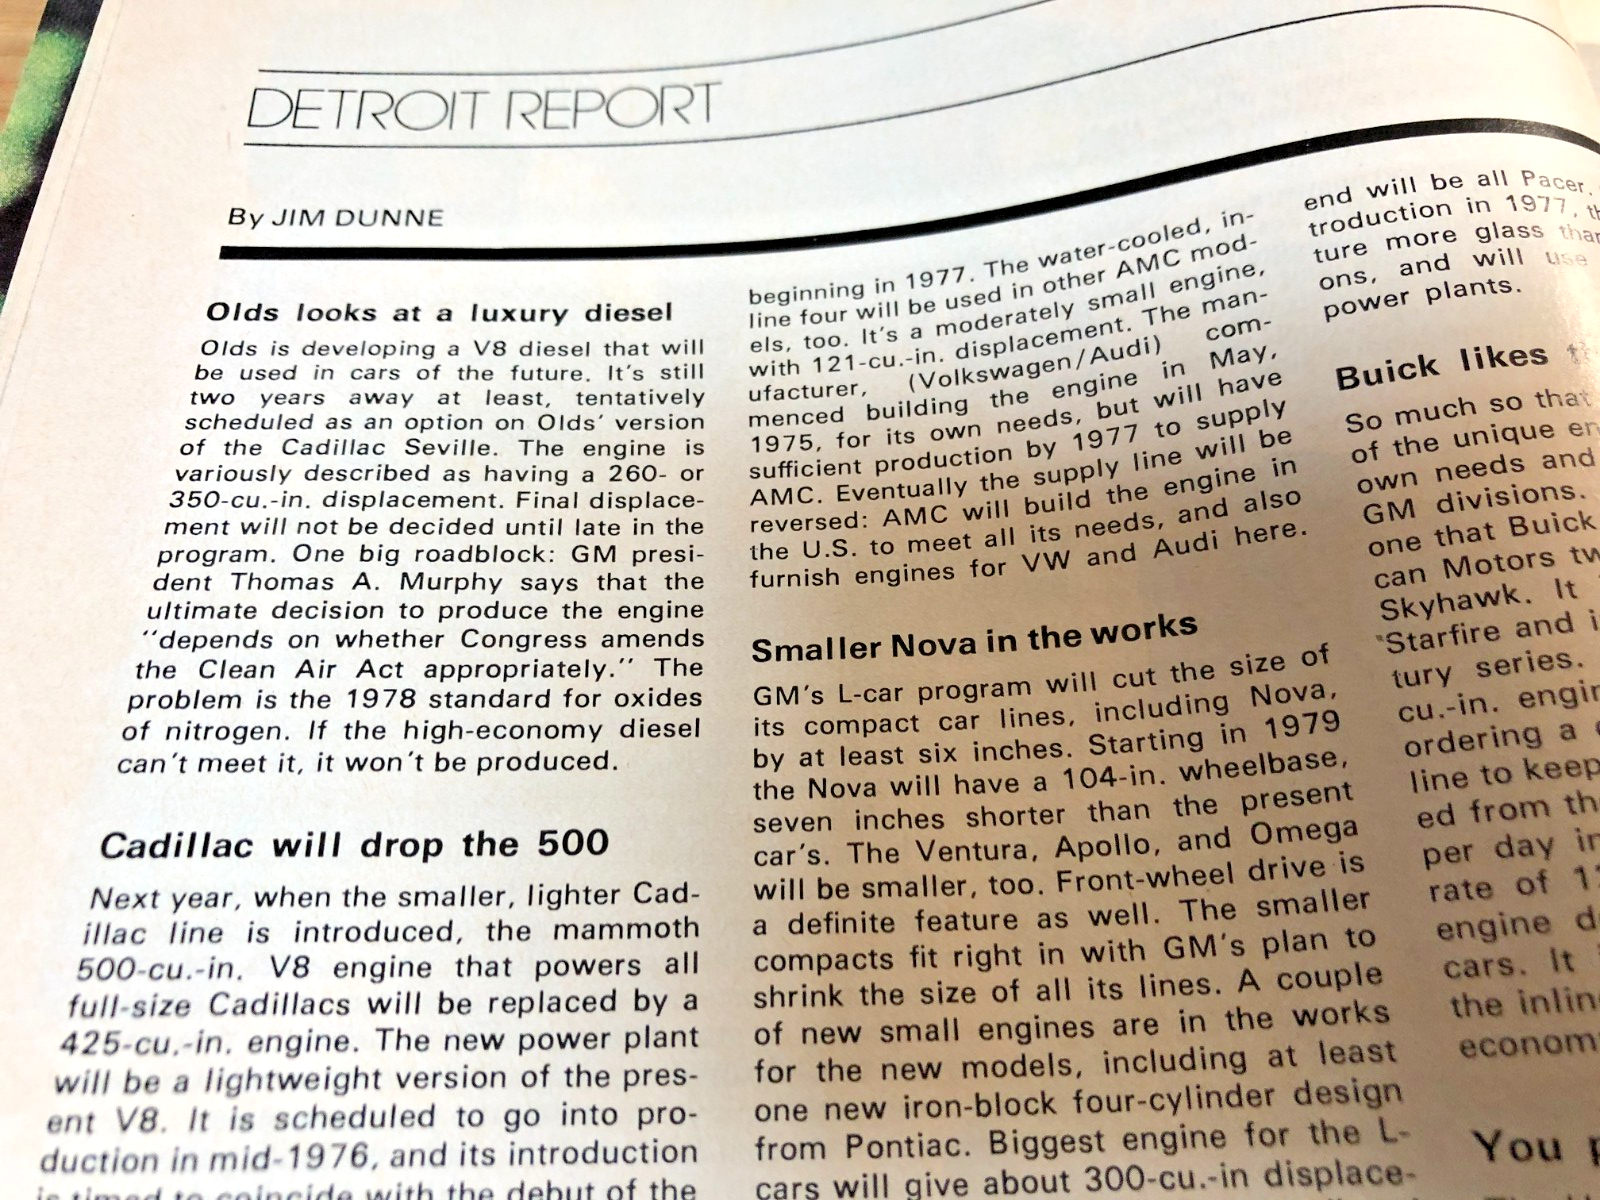 DETROIT REPORT
By JIM DUNNE
Olds looks at a luxury diesel
Olds is developing a V8 diesel that will
be used in cars of the future. It's still
two years away at least, tentatively
scheduled as an option on Olds' version
of the Cadillac Seville. The engine is
variously described as having a 260- or
350-cu.-in. displacement. Final displace-
ment will not be decided until late in the
program. One big roadblock: GM presi-
dent Thomas A. Murphy says that the
ultimate decision to produce the engine
"depends on whether Congress amends
the Clean Air Act appropriately." The
problem is the 1978 standard for oxides
of nitrogen. If the high-economy diesel
can't meet it, it won't be produced.
Cadillac will drop the 500
Next year, when the smaller, lighter Cad-
illac line is introduced, the mammoth
500-cu.-in. V8 engine that powers all
full-size Cadillacs will be replaced by a
425-cu.-in. engine. The new power plant
will be a lightweight version of the pres-
ent V8. It is scheduled to go into pro-
duction in mid-1976, and its introduction
is timed to coincide with the debut of the
beginning in 1977. The water-cooled, in-
line four will be used in other AMC mod-
els, too. It's a moderately small engine,
with 121-cu.-in. displacement. The man-
ufacturer, (Volkswagen/Audi) com-
menced building the engine in May,
1975, for its own needs, but will have
sufficient production by 1977 to supply
AMC. Eventually the supply line will be
reversed: AMC will build the engine in
the U.S. to meet all its needs, and also
furnish engines for VW and Audi here.
Smaller Nova in the works
GM's L-car program will cut the size of
its compact car lines, including Nova,
by at least six inches. Starting in 1979
the Nova will have a 104-in. wheelbase,
seven inches shorter than the present
car's. The Ventura, Apollo, and Omega
will be smaller, too. Front-wheel drive is
a definite feature as well. The smaller
compacts fit right in with GM's plan to
shrink the size of all its lines. A couple
of new small engines are in the works
for the new models, including at least
one new iron-block four-cylinder design
from Pontiac. Biggest engine for the L-
cars will give about 300-cu.-in displace-
end will be all Pacer.
troduction in 1977,
ture more glass than
ons, and will use
power plants.
Buick likes
So much so that
of the unique
own needs and
GM divisions.
one that Buick
can Motors
Skyhawk. It
Starfire and
tury series.
cu.-in.
ordering a
line to keep
ed from
per day in
rate of
engine
cars. It
the
You